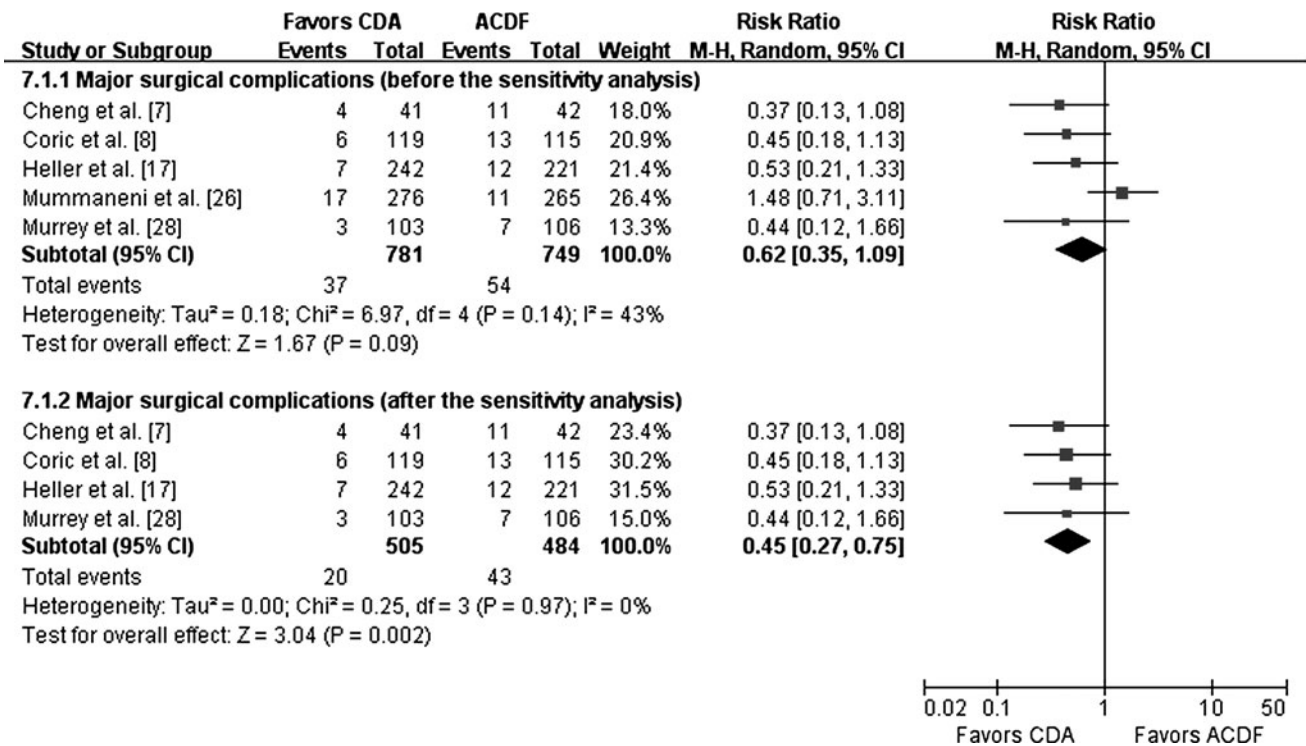 Favors CDA ACDF Risk Ratio Risk Ratio
Study or Subgroup Events Total Events Total Weight M-H, Random, 95% CI M-H, Random, 95% CI
7.1.1 Major surgical complications (before the sensitivity analysis)
Cheng et al. [7] 4 41 11 42 18.0% 0.37 [0.13, 1.08]
Coric et al. [8] 6 119 13 115 20.9% 0.45 [0.18, 1.13]
Heller et al. [17] 7 242 12 221 21.4% 0.53 [0.21, 1.33]
Mummaneni et al. [26] 17 276 11 265 26.4% 1.48 [0.71, 3.11]
Murrey et al. [28] 3 103 7 106 13.3% 0.44 [0.12, 1.66]
Subtotal (95% CI) 781 749 100.0% 0.62 [0.35, 1.09]
Total events 37 54
Heterogeneity: Tau² = 0.18; Chi² = 6.97, df = 4 (P = 0.14); I² = 43%
Test for overall effect: Z = 1.67 (P = 0.09)
7.1.2 Major surgical complications (after the sensitivity analysis)
Cheng et al. [7] 4 41 11 42 23.4% 0.37 [0.13, 1.08]
Coric et al. [8] 6 119 13 115 30.2% 0.45 [0.18, 1.13]
Heller et al. [17] 7 242 12 221 31.5% 0.53 [0.21, 1.33]
Murrey et al. [28] 3 103 7 106 15.0% 0.44 [0.12, 1.66]
Subtotal (95% CI) 505 484 100.0% 0.45 [0.27, 0.75]
Total events 20 43
Heterogeneity: Tau² = 0.00; Chi² = 0.25, df = 3 (P = 0.97); I² = 0%
Test for overall effect: Z = 3.04 (P = 0.002)
0.02 0.1 1 10 50
Favors CDA Favors ACDF